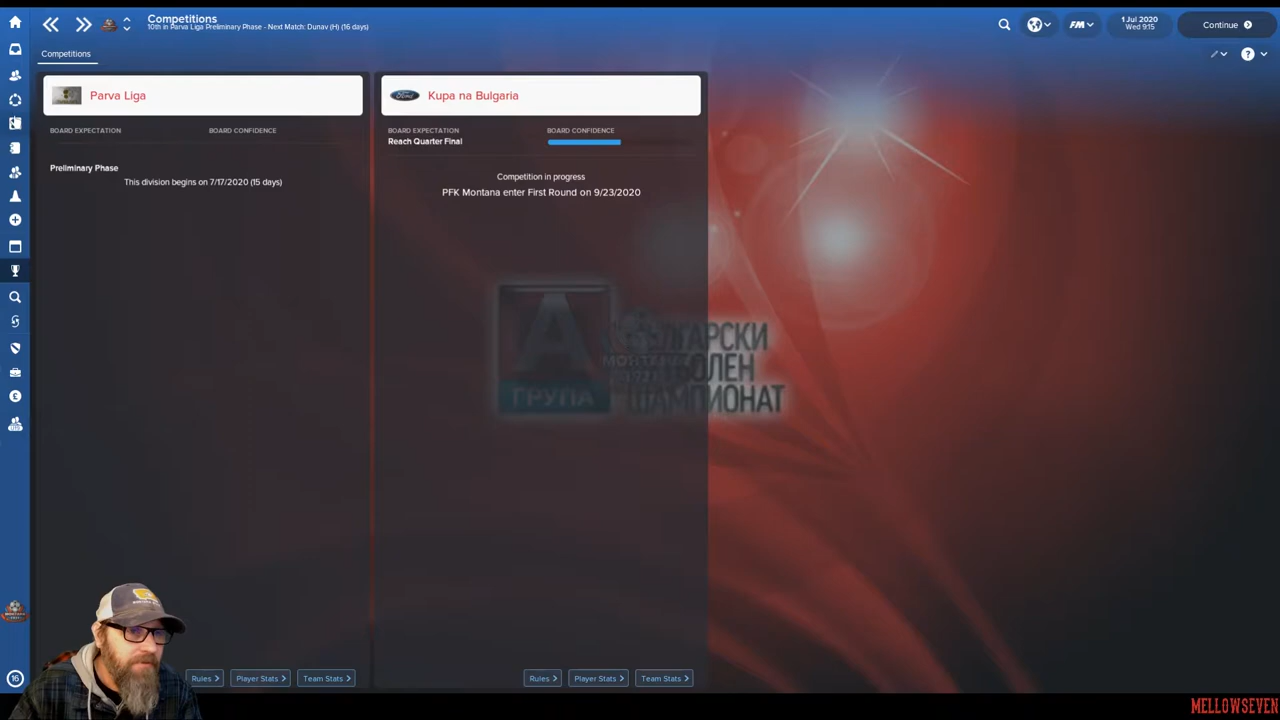 Competitions
10th in Parva Liga Preliminary Phase - Next Match: Dunav (H) (16 days)
FM
1 Jul 2020
Wed 9:15
Continue
Competitions
Parva Liga
BOARD EXPECTATION
BOARD CONFIDENCE
Preliminary Phase
This division begins on 7/17/2020 (15 days)
Rules
Player Stats
Team Stats
Ford
Kupa na Bulgaria
BOARD EXPECTATION
BOARD CONFIDENCE
Reach Quarter Final
Competition in progress
PFK Montana enter First Round on 9/23/2020
А
ГРУПА
ШАМПИОНАТ
Rules
Player Stats
Team Stats
16
MELLOWSEVEN